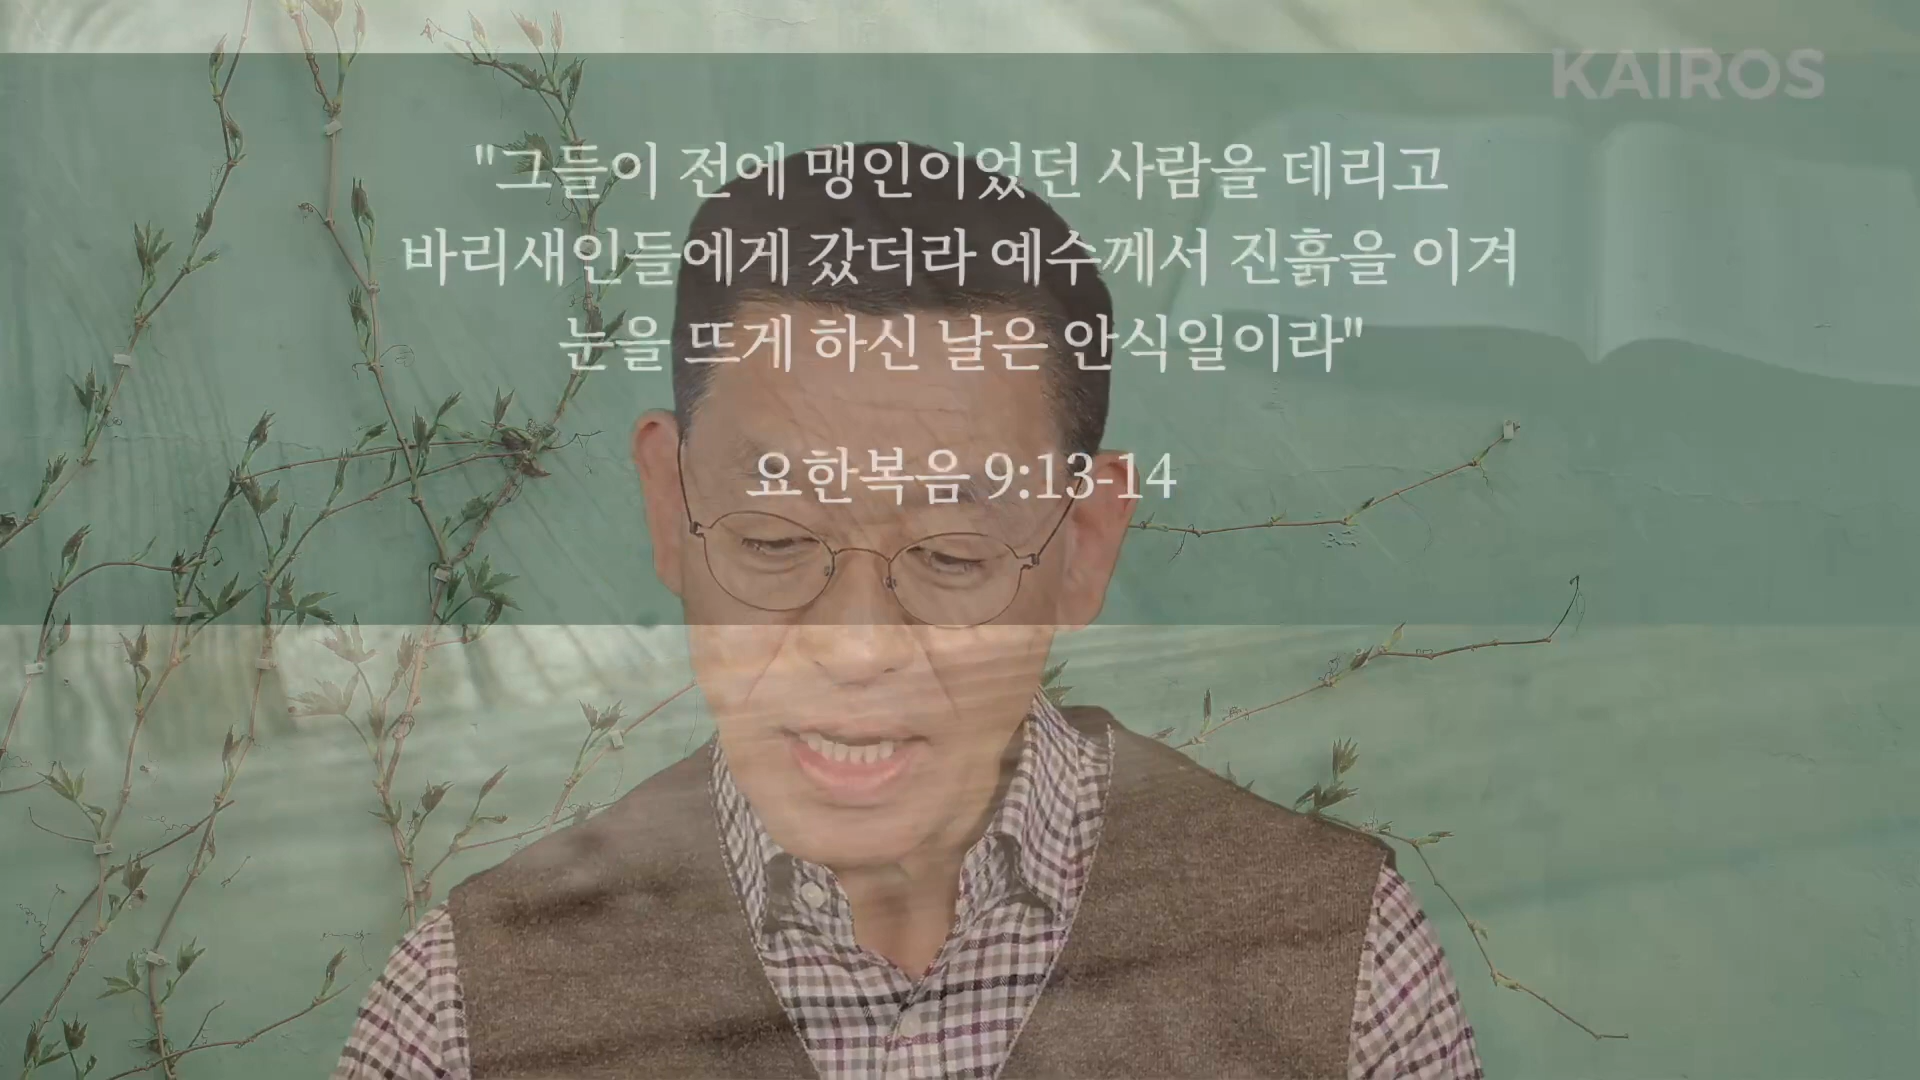 KAIROS
"그들이 전에 맹인이었던 사람을 데리고
바리새인들에게 갔더라 예수께서 진흙을 이겨
눈을 뜨게 하신 날은 안식일이라"
요한복음 9:13-14